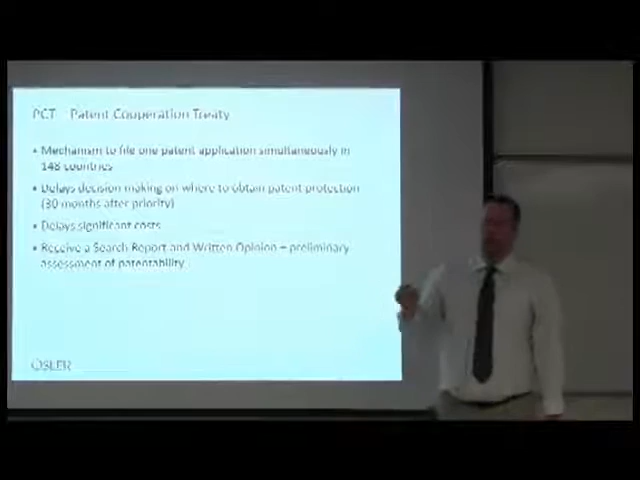 PCT – Patent Cooperation Treaty
• Mechanism to file one patent application simultaneously in
148 countries
• Delays decision making on where to obtain patent protection
(30 months after priority)
• Delays significant costs
• Receive a Search Report and Written Opinion – preliminary
assessment of patentability
OSLER